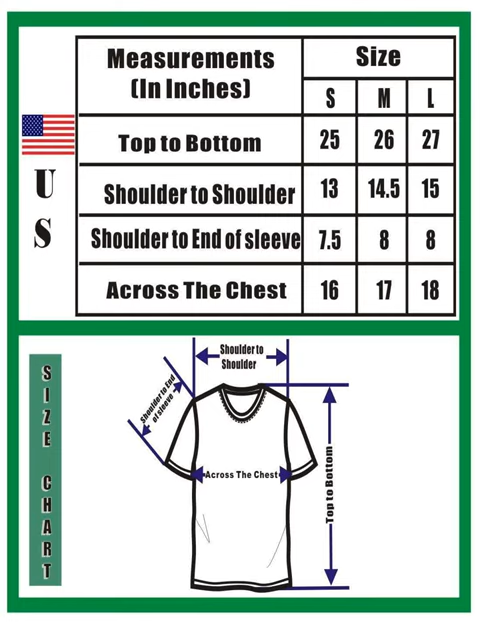 Measurements
(In Inches)
Size
S M L
Top to Bottom 25 26 27
Shoulder to Shoulder 13 14.5 15
Shoulder to End of sleeve 7.5 8 8
Across The Chest 16 17 18
US
SIZE CHART
Shoulder to
Shoulder
Shoulder to End
of sleeve
Across The Chest
Top to Bottom